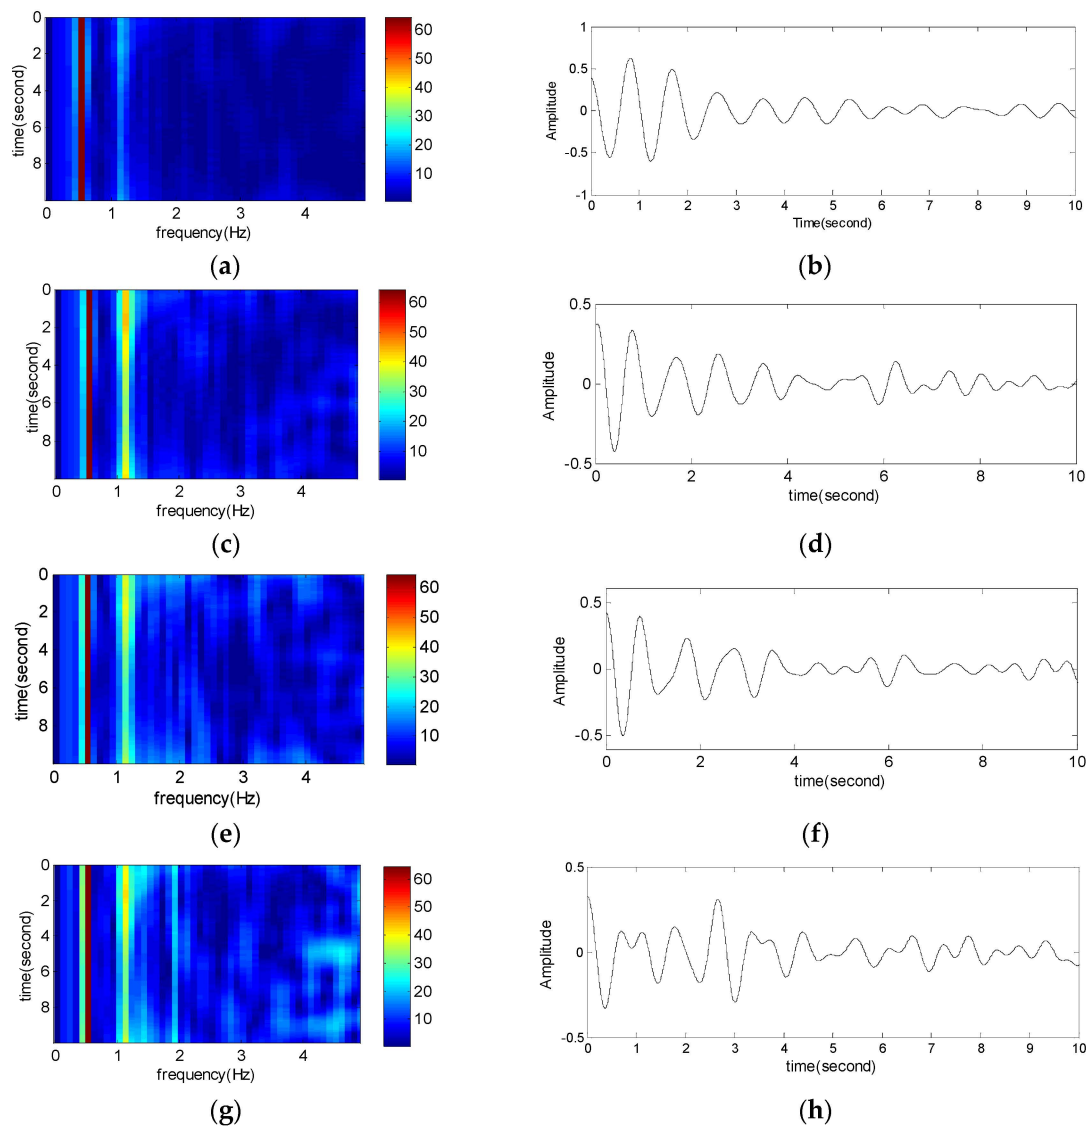 0
2
4
6
8
time(second)
0 1 2 3 4
frequency(Hz)
60
50
40
30
20
10
(a)
1
0.5
0
-0.5
-1
Amplitude
0 1 2 3 4 5 6 7 8 9 10
Time(second)
(b)
0
2
4
6
8
time(second)
0 1 2 3 4
frequency(Hz)
60
50
40
30
20
10
(c)
0.5
0
-0.5
Amplitude
0 2 4 6 8 10
time(second)
(d)
0
2
4
6
8
time(second)
0 1 2 3 4
frequency(Hz)
60
50
40
30
20
10
(e)
0.5
0
-0.5
Amplitude
0 2 4 6 8 10
time(second)
(f)
0
2
4
6
8
time(second)
0 1 2 3 4
frequency(Hz)
60
50
40
30
20
10
(g)
0.5
0
-0.5
Amplitude
0 1 2 3 4 5 6 7 8 9 10
time(second)
(h)